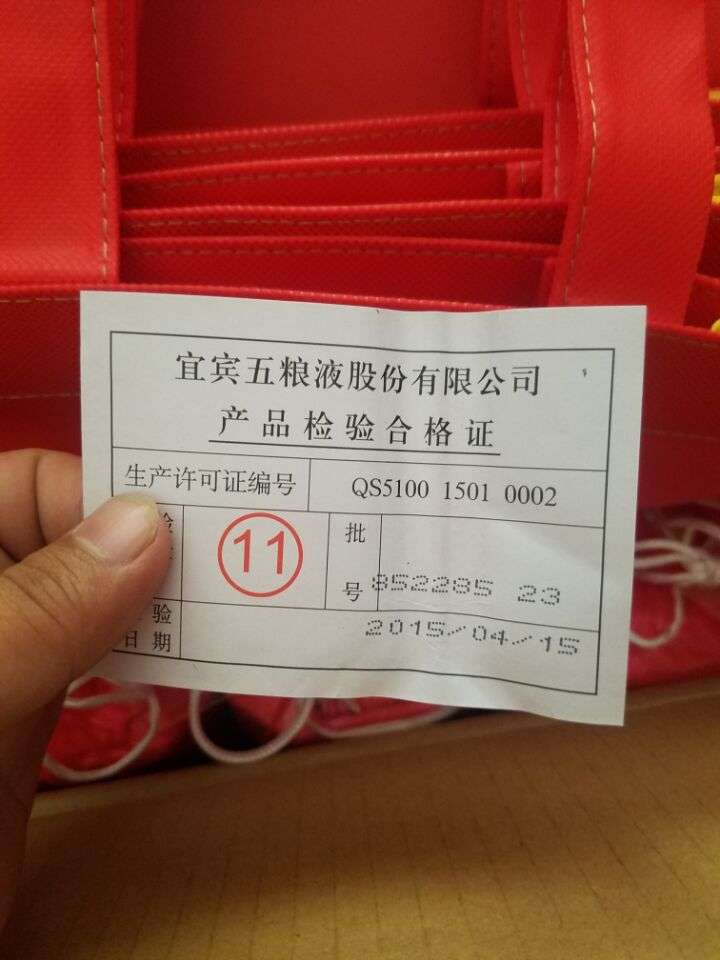 宜宾五粮液股份有限公司
产品检验合格证
生产许可证编号 QS5100 1501 0002
11 批号 852285 23
验日期 2015/04/15